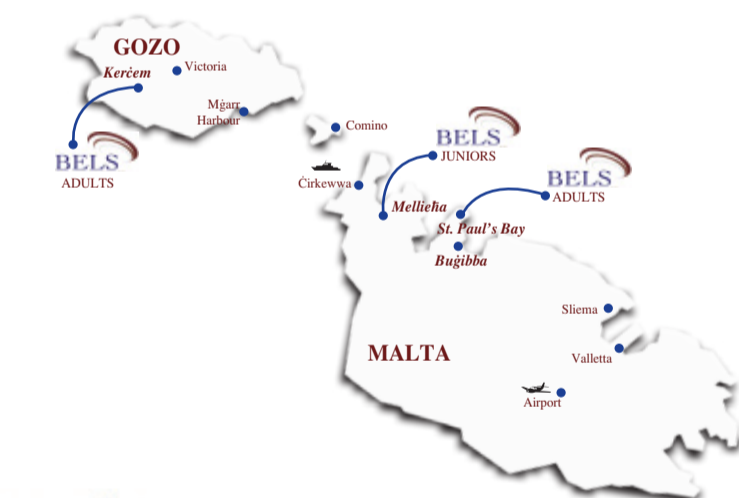 GOZO
Kerċem
Victoria
Mġarr
Harbour
BELS
ADULTS
Comino
BELS
JUNIORS
BELS
ADULTS
Ċirkewwa
Mellieħa
St. Paul's Bay
Buġibba
Sliema
MALTA
Valletta
Airport